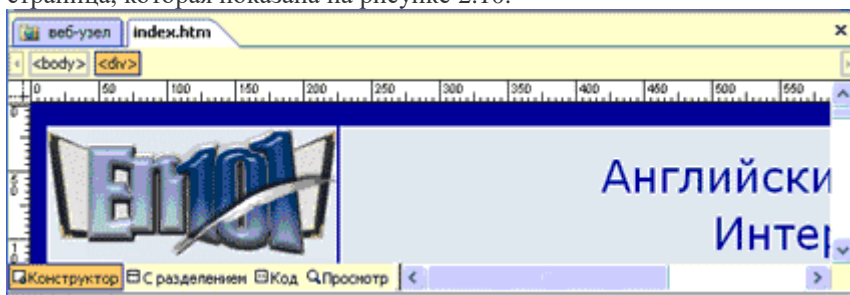 страница, которая показана на рисунке 2.10.
веб-узел index.htm
<body> <div>
0 50 100 150 200 250 300 350 400 450 500 550
En101
Английски
Интер
Конструктор С разделением Код Просмотр